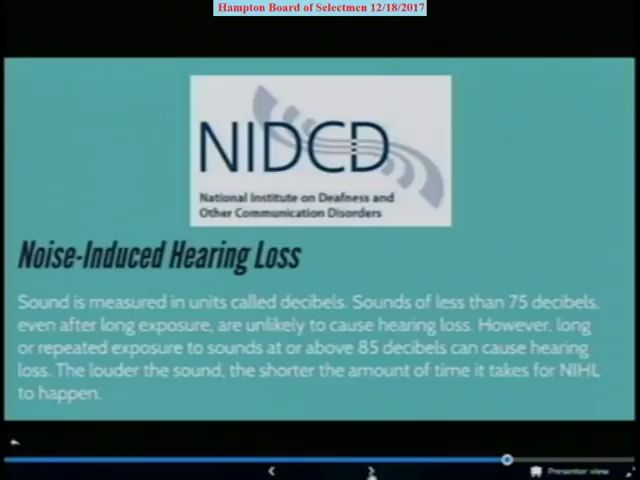 Hampton Board of Selectmen 12/18/2017
NIDCD
National Institute on Deafness and
Other Communication Disorders
Noise-Induced Hearing Loss
Sound is measured in units called decibels. Sounds of less than 75 decibels,
even after long exposure, are unlikely to cause hearing loss. However, long
or repeated exposure to sounds at or above 85 decibels can cause hearing
loss. The louder the sound, the shorter the amount of time it takes for NIHL
to happen.
Presenter view